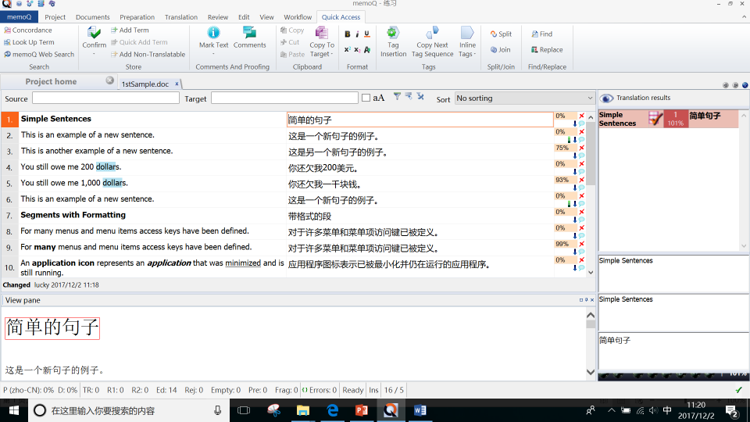 memoQ - 练习
memoQ Project Documents Preparation Translation Review Edit View Workflow Quick Access
Concordance
Look Up Term
memoQ Web Search
Search
Confirm
Add Term
Quick Add Term
Add Non-Translatable
Store
Mark Text
Comments
Comments And Proofing
Copy
Cut
Paste
Copy To Target
Clipboard
B I U
Format
Tag Insertion
Copy Next Tag Sequence
Inline Tags
Tags
Split
Join
Split/Join
Find
Replace
Find/Replace
Project home 1stSample.doc x
Source Target aA Sort No sorting
1. Simple Sentences 简单的句子 0%
2. This is an example of a new sentence. 这是一个新句子的例子。 0%
3. This is another example of a new sentence. 这是另一个新句子的例子。 75%
4. You still owe me 200 dollars. 你还欠我200美元。 0%
5. You still owe me 1,000 dollars. 你还欠我一千块钱。 93%
6. This is an example of a new sentence. 这是一个新句子的例子。 0%
7. Segments with Formatting 带格式的段 0%
8. For many menus and menu items access keys have been defined. 对于许多菜单和菜单项访问键已被定义。 0%
9. For many menus and menu items access keys have been defined. 对于许多菜单和菜单项访问键已被定义。 99%
10. An application icon represents an application that was minimized and is still running. 应用程序图标表示已被最小化并仍在运行的应用程序。 0%
Changed lucky 2017/12/2 11:18
View pane
简单的句子
这是一个新句子的例子。
Translation results
Simple Sentences 1 101% 简单句子
Simple Sentences
Simple Sentences
简单句子
101%
P (zho-CN): 0% D: 0% TR: 0 R1: 0 R2: 0 Ed: 14 Rej: 0 Empty: 0 Pre: 0 Frag: 0 Errors: 0 Ready Ins 16 / 5
在这里输入你要搜索的内容
中
11:20
2017/12/2
2